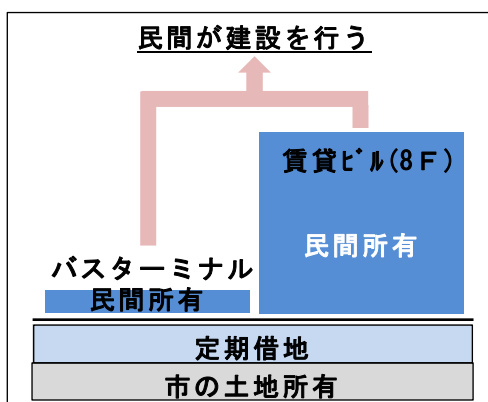 民間が建設を行う
賃貸ﾋﾞﾙ(8Ｆ)
民間所有
バスターミナル
民間所有
定期借地
市の土地所有